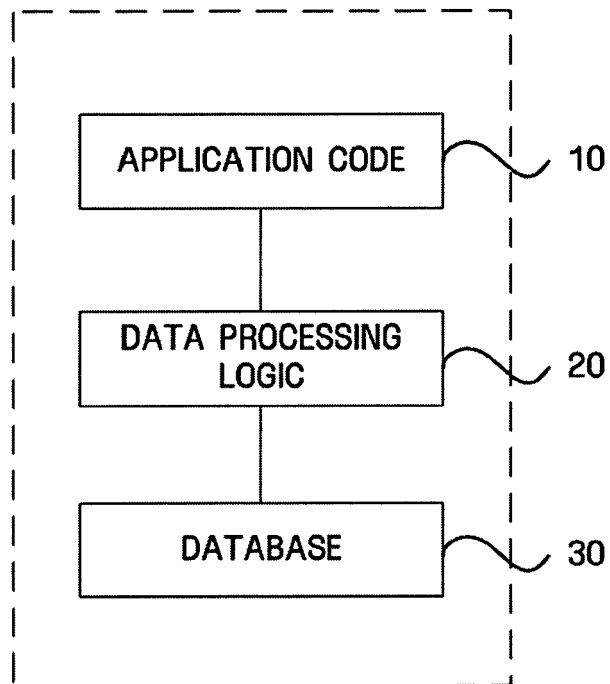 APPLICATION CODE
10
DATA PROCESSING
LOGIC
20
DATABASE
30